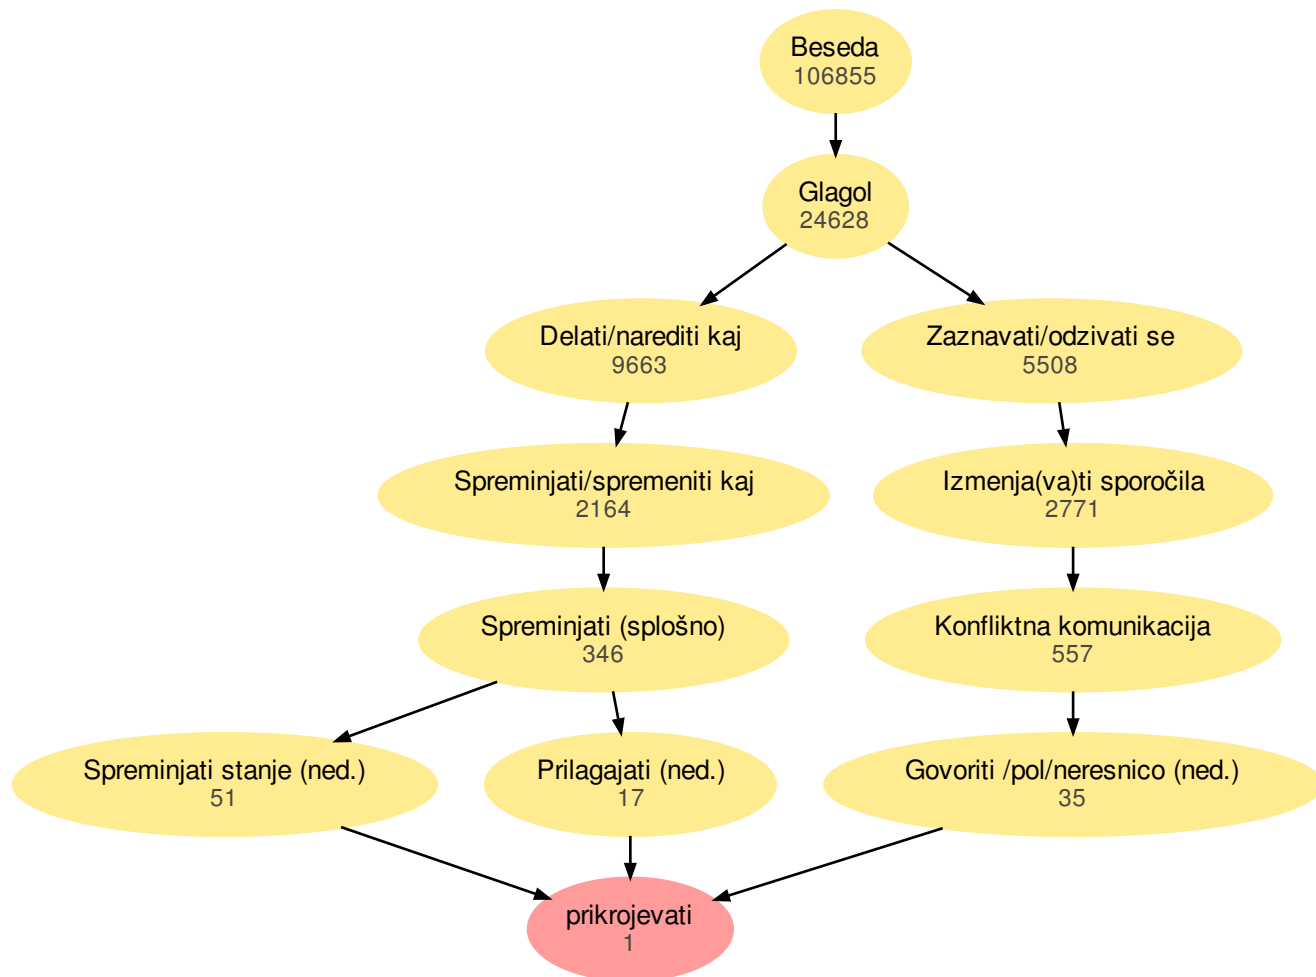 Beseda
106855
Glagol
24628
Delati/narediti kaj
9663
Zaznavati/odzivati se
5508
Spreminjati/spremeniti kaj
2164
Izmenja(va)ti sporočila
2771
Spreminjati (splošno)
346
Konfliktna komunikacija
557
Spreminjati stanje (ned.)
51
Prilagajati (ned.)
17
Govoriti /pol/neresnico (ned.)
35
prikrojevati
1